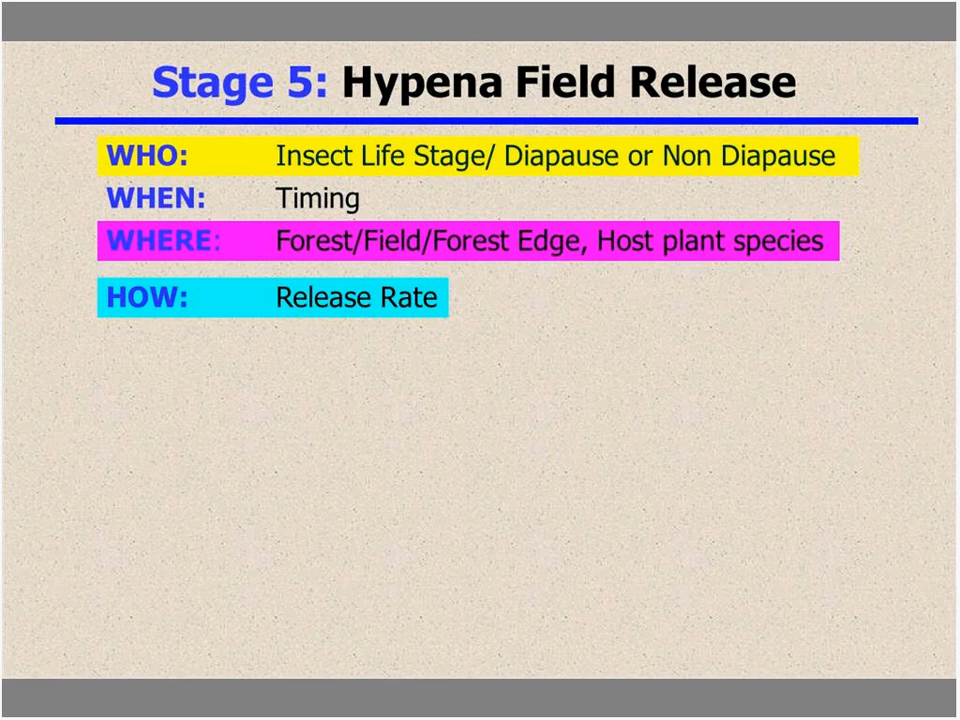 Stage 5: Hypena Field Release
WHO: Insect Life Stage/ Diapause or Non Diapause
WHEN: Timing
WHERE: Forest/Field/Forest Edge, Host plant species
HOW: Release Rate